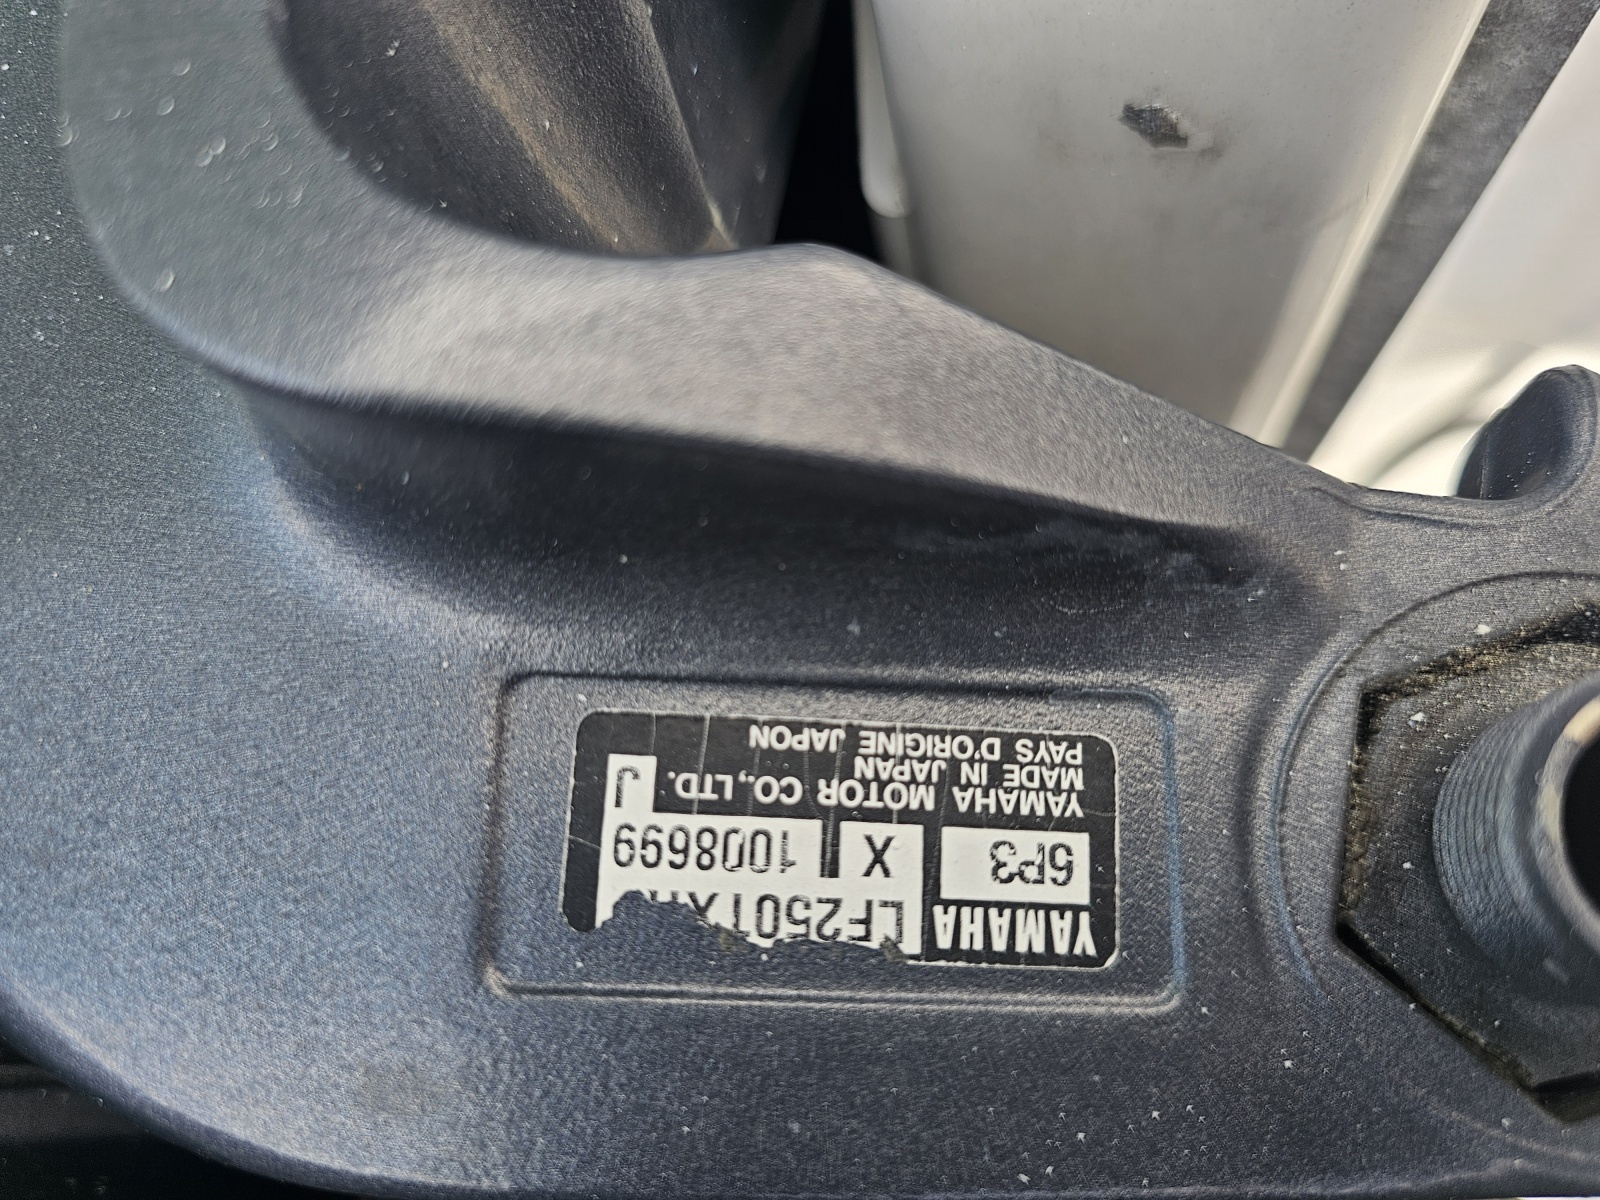 YAMAHA LF250TX
6P3 X 1008699
YAMAHA MOTOR CO.,LTD. J
MADE IN JAPAN
PAYS D'ORIGINE JAPON